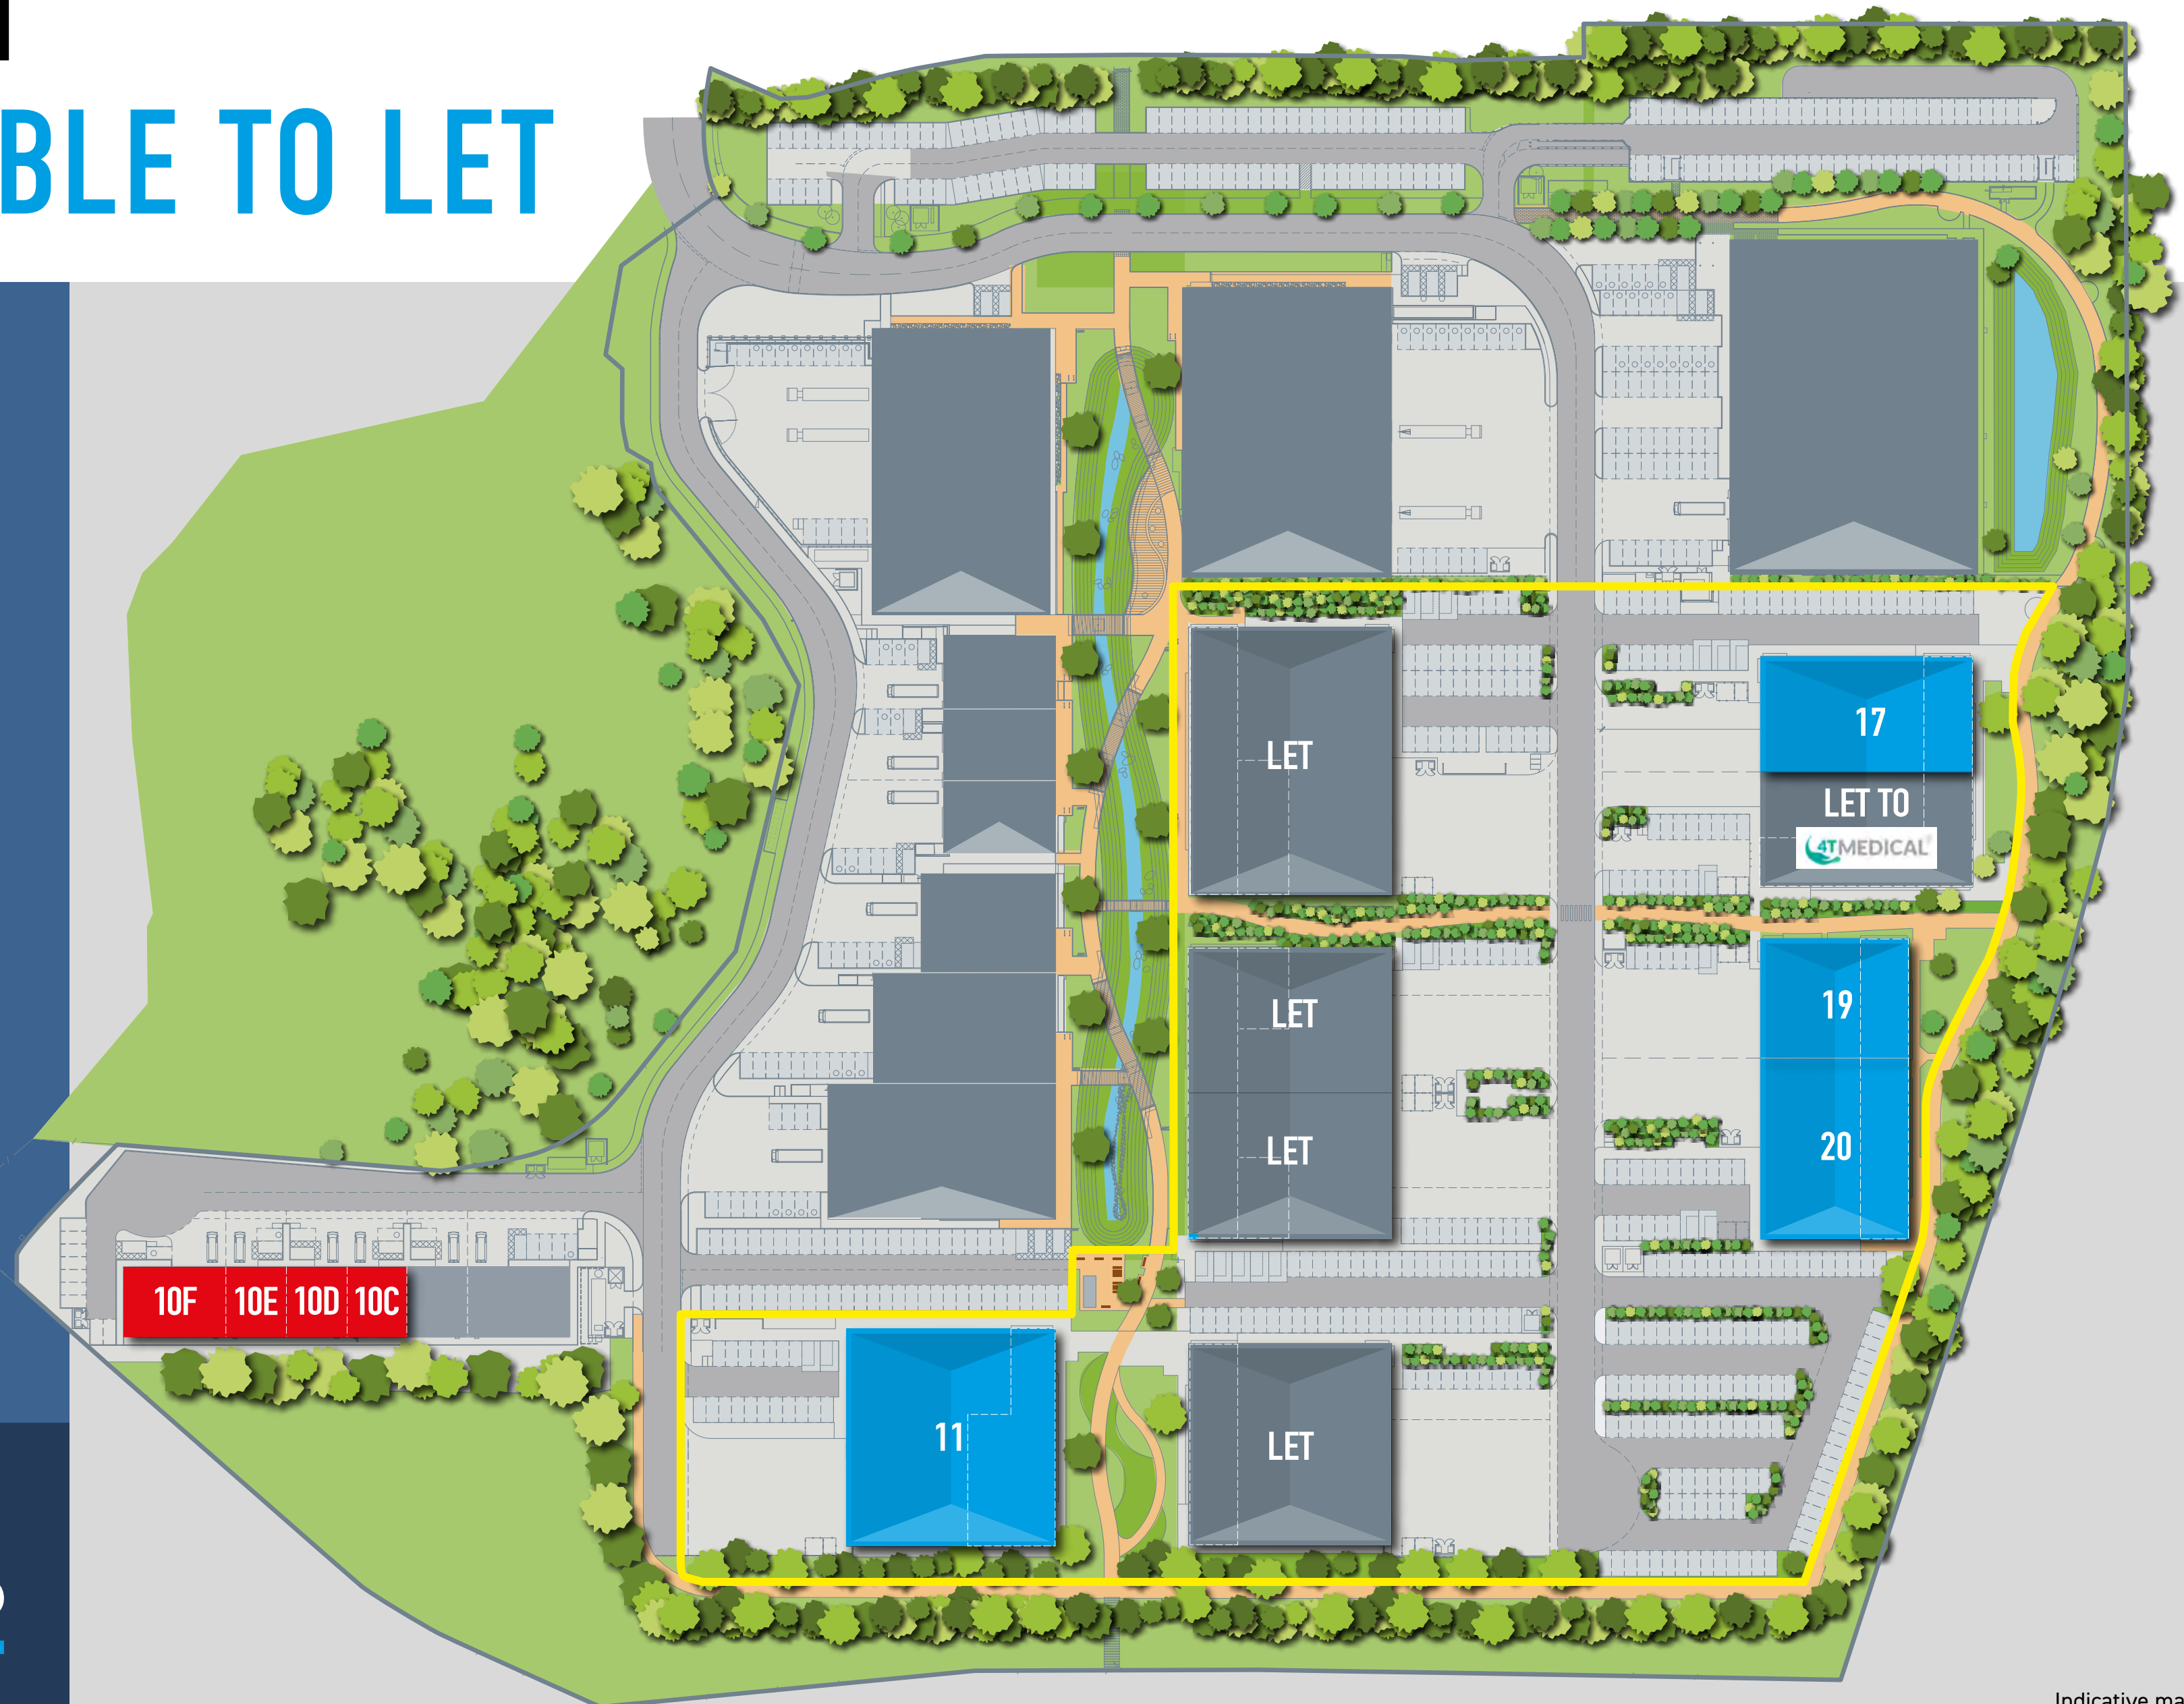 BLE TO LET
LET
17
LET TO
4TMEDICAL
LET
19
LET
20
10F
10E
10D
10C
11
LET
Indicative ma